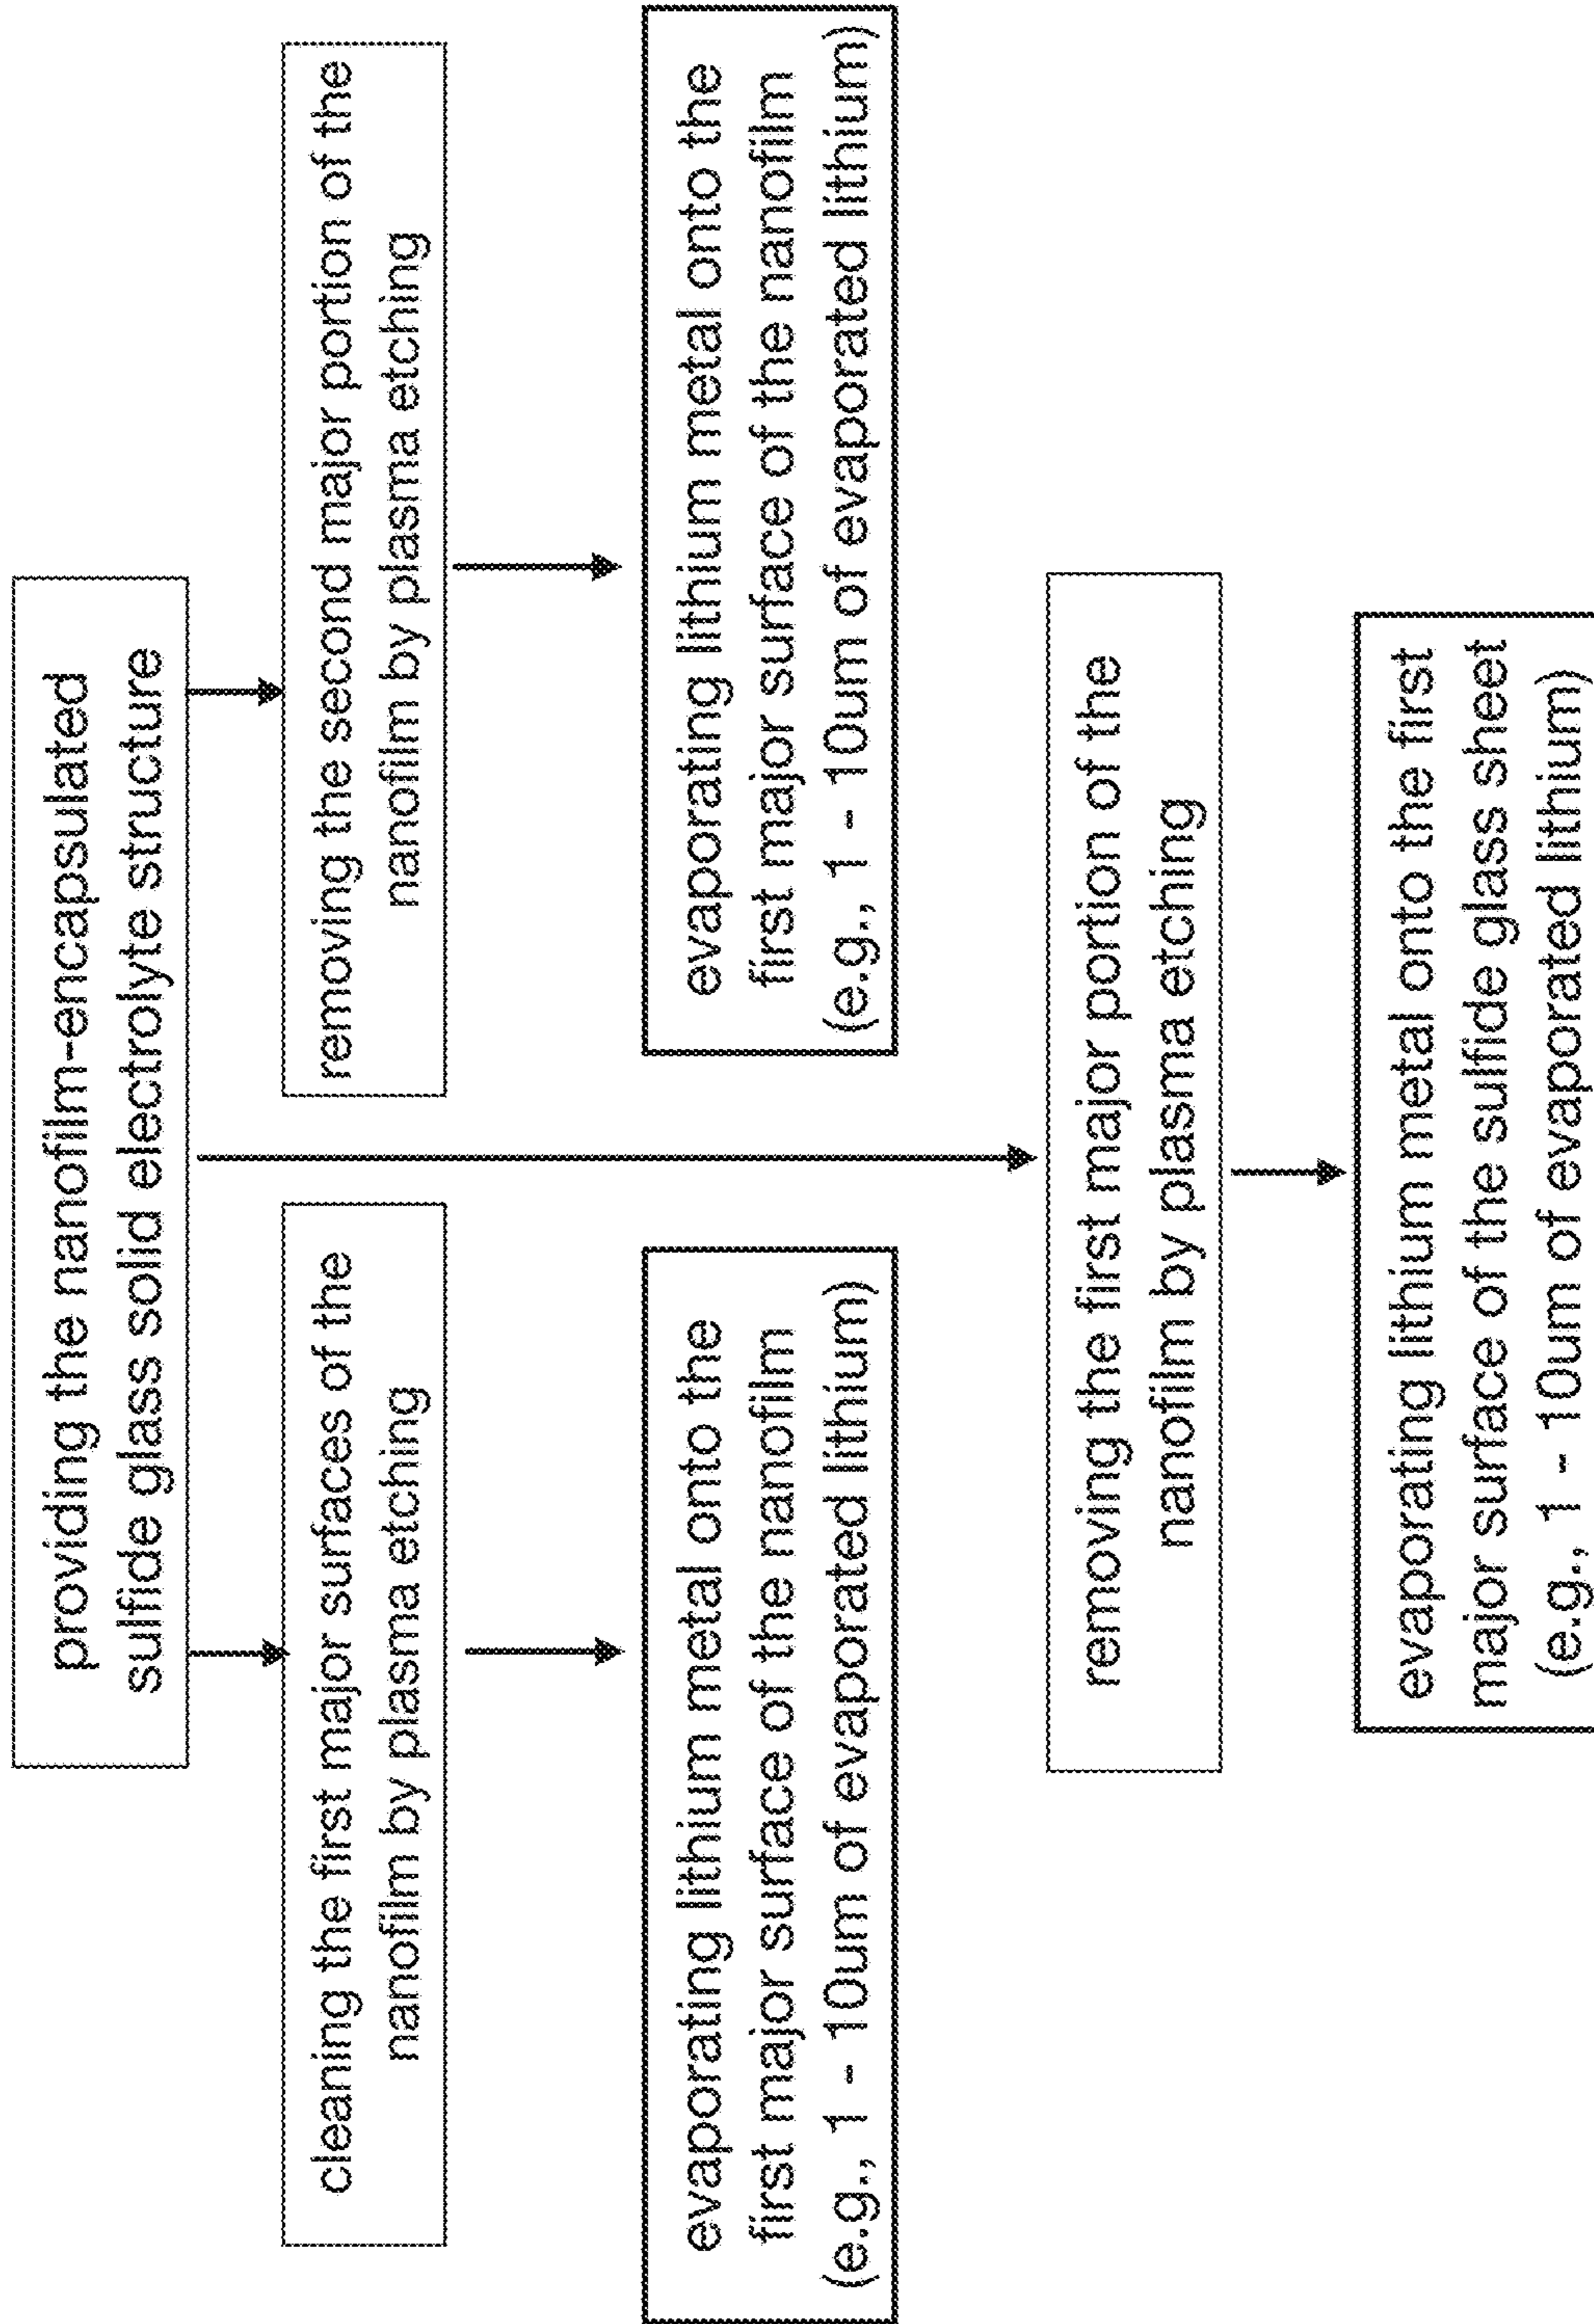 providing the nanofilm-encapsulated
sulfide glass solid electrolyte structure
cleaning the first major surfaces of the
nanofilm by plasma etching
removing the second major portion of the
nanofilm by plasma etching
evaporating lithium metal onto the
first major surface of the nanofilm
(e.g., 1 - 10um of evaporated lithium)
evaporating lithium metal onto the
first major surface of the nanofilm
(e.g., 1 - 10um of evaporated lithium)
removing the first major portion of the
nanofilm by plasma etching
evaporating lithium metal onto the first
major surface of the sulfide glass sheet
(e.g., 1 - 10um of evaporated lithium)